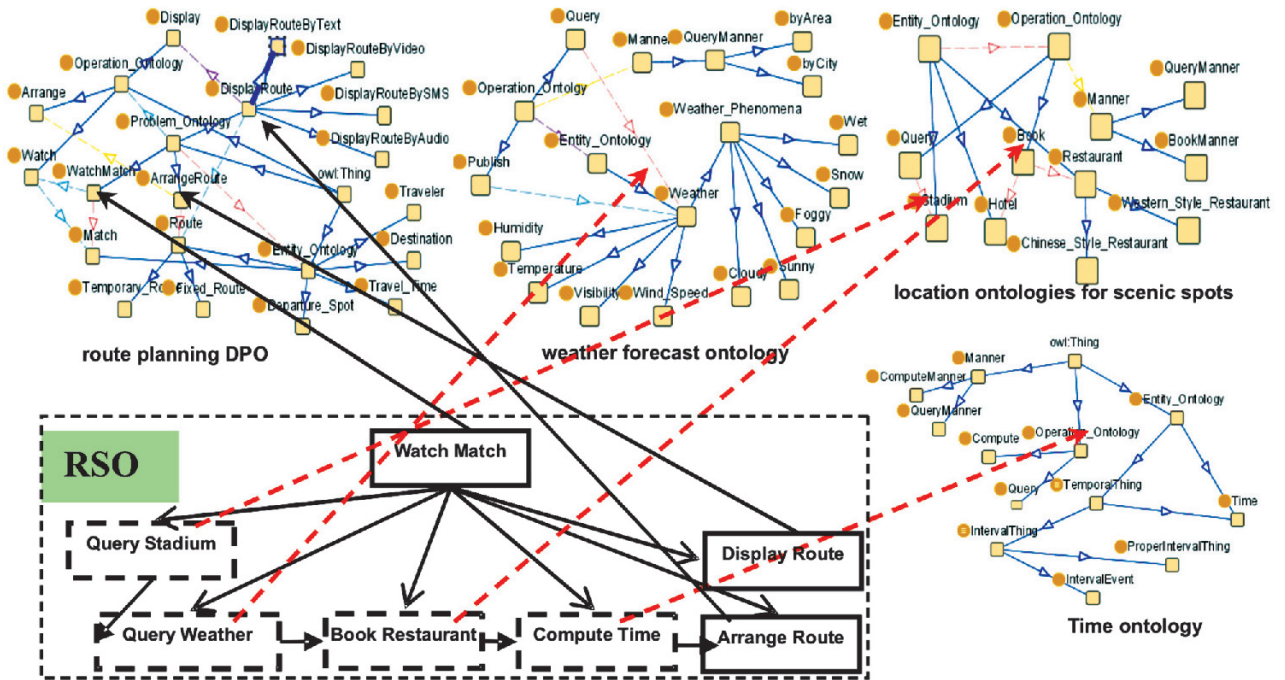 Display
DisplayRouteByText
DisplayRouteByVideo
Operation_Ontology
DisplayRoute
DisplayRouteBySMS
Arrange
Problem_Ontology
DisplayRouteByAudio
Watch
WatchMatch
ArrangeRoute
owl:Thing
Traveler
Match
Route
Entity_Ontology
Destination
Temporary_Route
Fixed_Route
Departure_Spot
Travel_Time
route planning DPO
Query
Manner
QueryManner
byArea
byCity
Operation_Ontolgy
Weather_Phenomena
Entity_Ontology
Wet
Publish
Weather
Snow
Humidity
Foggy
Temperature
Cloudy
Sunny
Visibility
Wind_Speed
weather forecast ontology
Entity_Ontology
Operation_Ontology
QueryManner
Manner
Query
Book
BookManner
Restaurant
Stadium
Hotel
Western_Style_Restaurant
Chinese_Style_Restaurant
location ontologies for scenic spots
owl:Thing
Manner
ComputeManner
Entity_Ontology
QueryManner
Operation_Ontology
Compute
Query
TemporalThing
Time
IntervalThing
ProperIntervalThing
IntervalEvent
Time ontology
RSO
Watch Match
Query Stadium
Display Route
Query Weather
Book Restaurant
Compute Time
Arrange Route